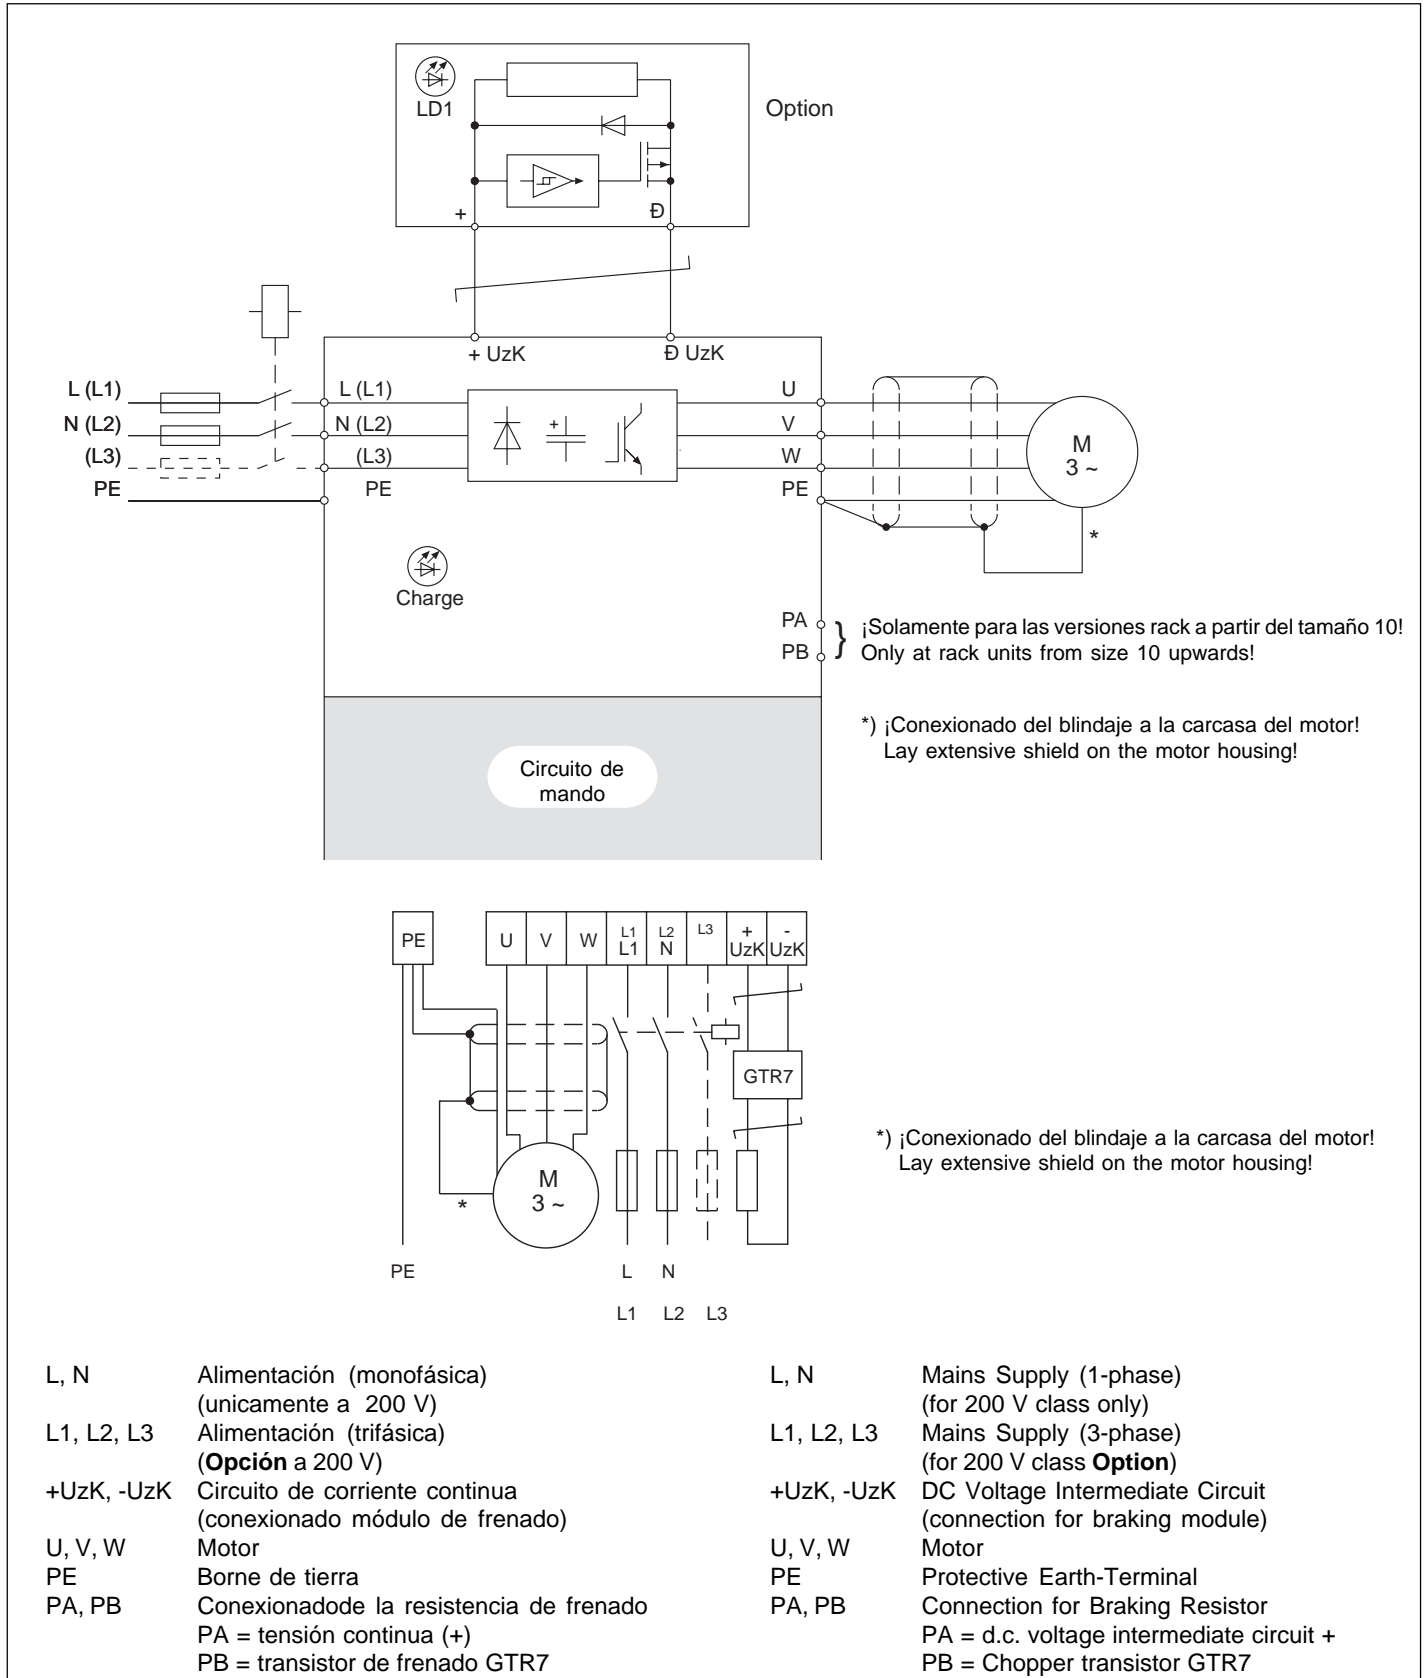 LD1
Option
+
Đ
+ UzK
Đ UzK
L (L1)
L (L1)
U
N (L2)
N (L2)
V
(L3)
(L3)
W
PE
PE
PE
+
M
3 ~
*
Charge
PA
PB
}
¡Solamente para las versiones rack a partir del tamaño 10!
Only at rack units from size 10 upwards!
*) ¡Conexionado del blindaje a la carcasa del motor!
Lay extensive shield on the motor housing!
Circuito de
mando
PE
U
V
W
L1
L1
L2
N
L3
+
UzK
-
UzK
GTR7
M
3 ~
*
*) ¡Conexionado del blindaje a la carcasa del motor!
Lay extensive shield on the motor housing!
PE
L
N
L1
L2
L3
L, N Alimentación (monofásica)
(unicamente a 200 V)
L1, L2, L3 Alimentación (trifásica)
(Opción a 200 V)
+UzK, -UzK Circuito de corriente continua
(conexionado módulo de frenado)
U, V, W Motor
PE Borne de tierra
PA, PB Conexionadode la resistencia de frenado
PA = tensión continua (+)
PB = transistor de frenado GTR7
L, N Mains Supply (1-phase)
(for 200 V class only)
L1, L2, L3 Mains Supply (3-phase)
(for 200 V class Option)
+UzK, -UzK DC Voltage Intermediate Circuit
(connection for braking module)
U, V, W Motor
PE Protective Earth-Terminal
PA, PB Connection for Braking Resistor
PA = d.c. voltage intermediate circuit +
PB = Chopper transistor GTR7